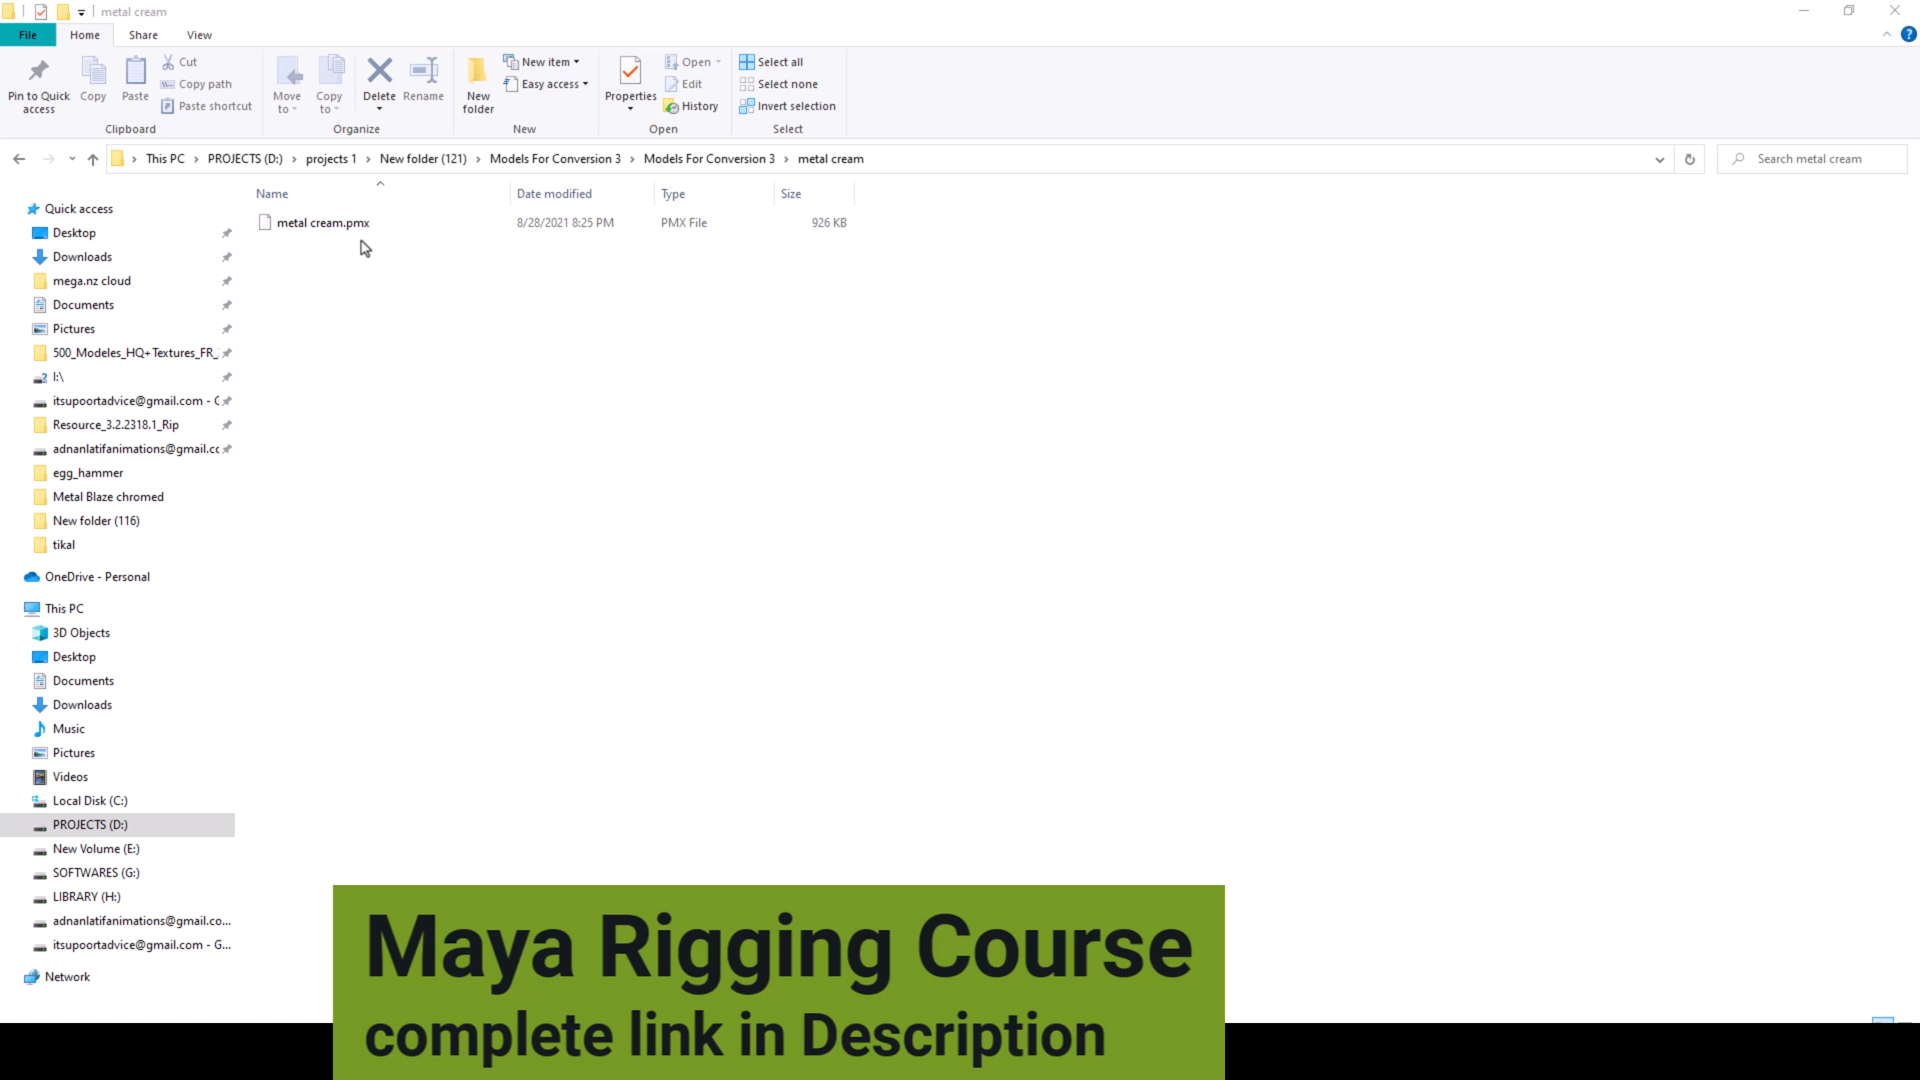 metal cream
File Home Share View
Pin to Quick access
Copy
Paste
Cut
Copy path
Paste shortcut
Clipboard
Move to
Copy to
Delete
Rename
Organize
New folder
New item
Easy access
New
Properties
Open
Edit
History
Open
Select all
Select none
Invert selection
Select
This PC > PROJECTS (D:) > projects 1 > New folder (121) > Models For Conversion 3 > Models For Conversion 3 > metal cream
Search metal cream
Name Date modified Type Size
metal cream.pmx 8/28/2021 8:25 PM PMX File 926 KB
Quick access
Desktop
Downloads
mega.nz cloud
Documents
Pictures
500_Modeles_HQ+Textures_FR_
I:\
itsupoortadvice@gmail.com - G
Resource_3.2.2318.1_Rip
adnanlatifanimations@gmail.cc
egg_hammer
Metal Blaze chromed
New folder (116)
tikal
OneDrive - Personal
This PC
3D Objects
Desktop
Documents
Downloads
Music
Pictures
Videos
Local Disk (C:)
PROJECTS (D:)
New Volume (E:)
SOFTWARES (G:)
LIBRARY (H:)
adnanlatifanimations@gmail.co...
itsupoortadvice@gmail.com - G...
Network
Maya Rigging Course
complete link in Description